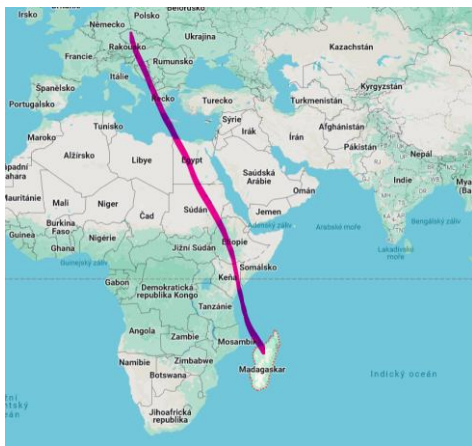 Irsko
Polsko
Německo
Bělorusko
Ukrajina
Rakousko
Francie
Rumunsko
Kazachstán
Itálie
Španělsko
Portugalsko
Řecko
Turecko
Turkmenistán
Kyrgyzstán
Tunisko
Sýrie
Irák
Írán
Afghánistán
Maroko
Pákistán
Nepál
Alžírsko
Libye
Egypt
Saúdská
Arábie
Indie
Omán
Mauritánie
Mali
Niger
Čad
Súdán
Jemen
Burkina
Faso
Adenský záliv
Arabské moře
Bengálský záliv
Guinea
Ghana
Nigérie
Jižní Súdán
Etiopie
Lakadivské
moře
Guinejský záliv
Somálsko
Gabon
Keňa
Demokratická
republika Kongo
Tanzánie
Angola
Zambie
Mosambik
Namibie
Zimbabwe
Botswana
Madagaskar
Indický oceán
Jihoafrická
republika